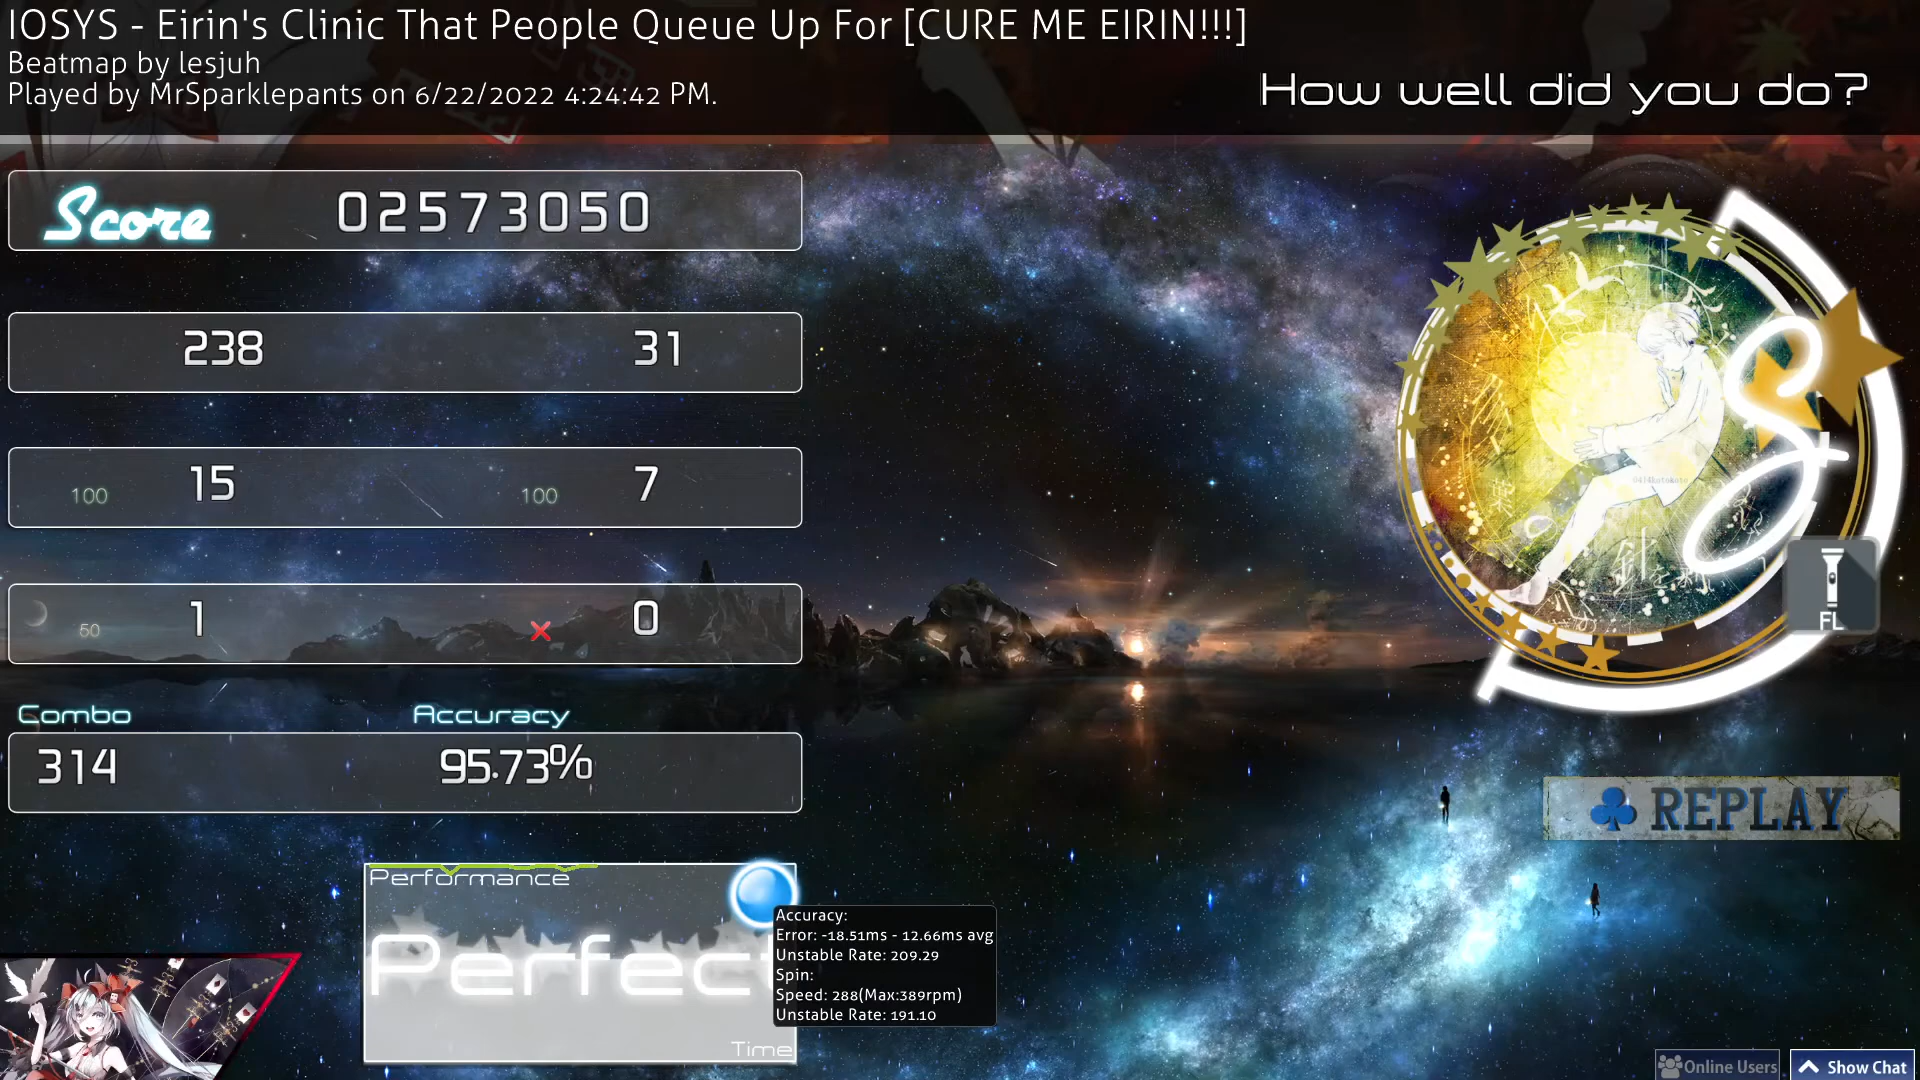 IOSYS - Eirin's Clinic That People Queue Up For [CURE ME EIRIN!!!]
Beatmap by lesjuh
Played by MrSparklepants on 6/22/2022 4:24:42 PM.
How well did you do?
Score 02573050
238 31
100 15 100 7
50 1 0
Combo Accuracy
314 95.73%
FL
REPLAY
Performance
Perfect
Time
Accuracy:
Error: -18.51ms - 12.66ms avg
Unstable Rate: 209.29
Spin:
Speed: 288(Max:389rpm)
Unstable Rate: 191.10
Online Users
Show Chat